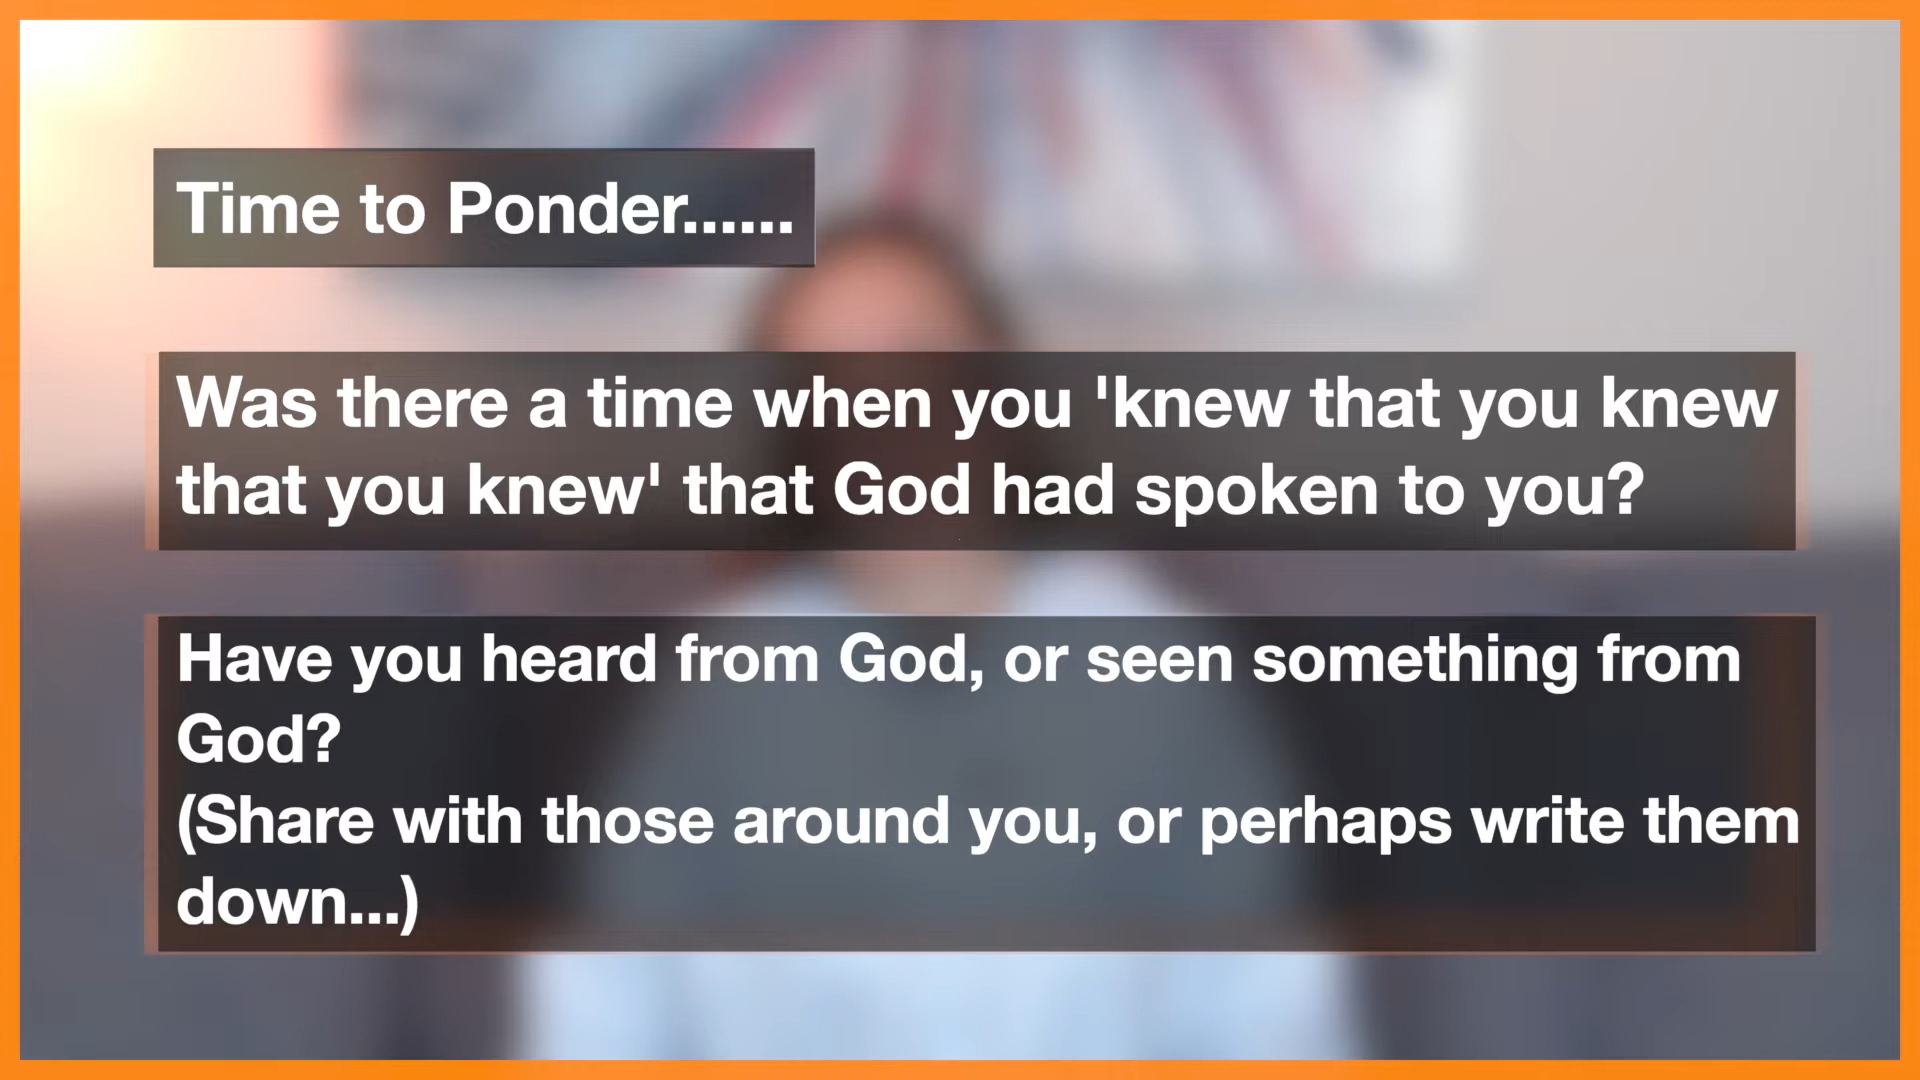 Time to Ponder......
Was there a time when you 'knew that you knew
that you knew' that God had spoken to you?
Have you heard from God, or seen something from
God?
(Share with those around you, or perhaps write them
down...)